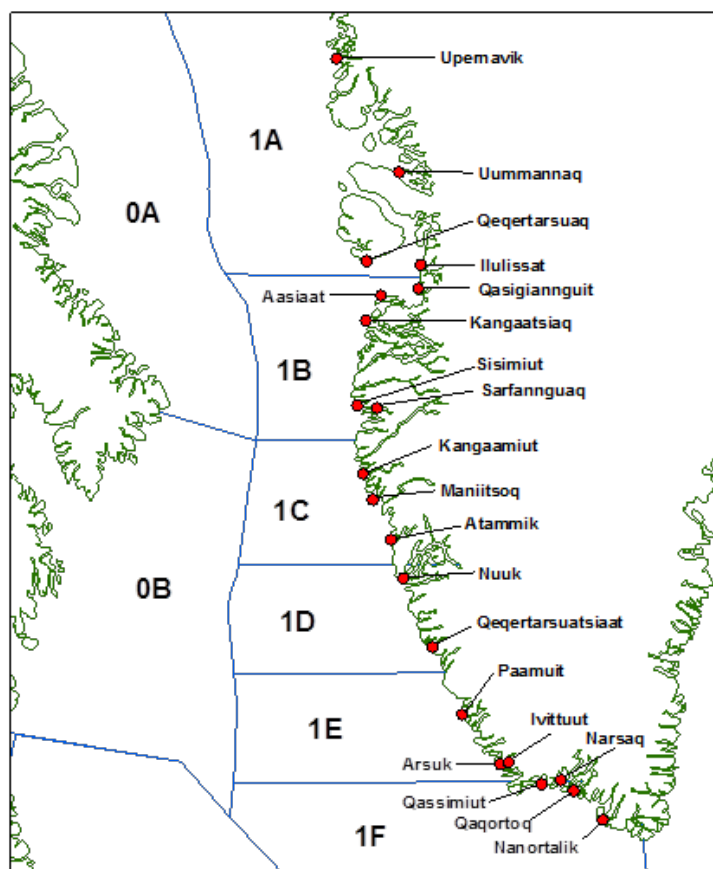 Upernavik
1A
Uummannaq
0A
Qeqertarsuaq
Ilulissat
Qasigiannguit
Aasiaat
Kangaatsiaq
1B
Sisimiut
Sarfannguaq
Kangaamiut
Maniitsoq
1C
Atammik
Nuuk
0B
1D
Qeqertarsuatsiaat
Paamuit
1E
Ivittuut
Narsaq
Arsuk
Qassimiut
Qaqortoq
1F
Nanortalik